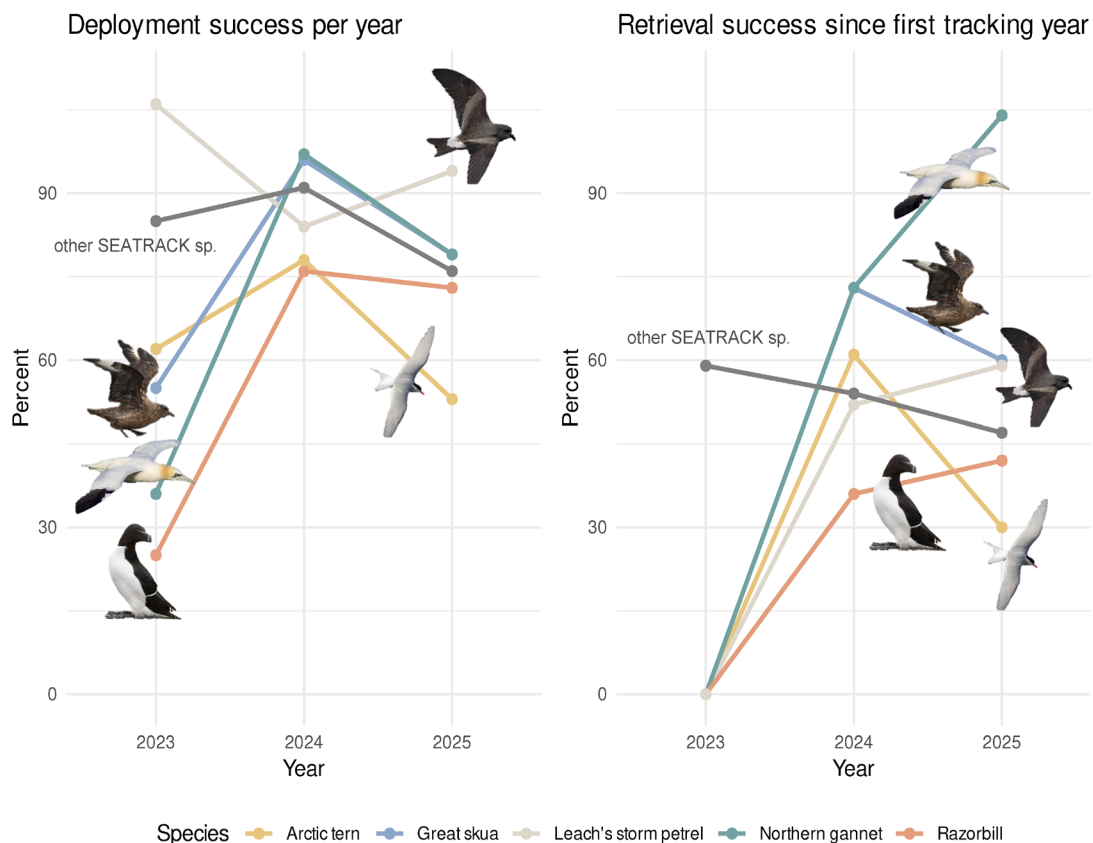 Deployment success per year
Percent
90
60
30
0
other SEATRACK sp.
2023
2024
2025
Year
Retrieval success since first tracking year
Percent
90
60
30
0
other SEATRACK sp.
2023
2024
2025
Year
Species
Arctic tern
Great skua
Leach's storm petrel
Northern gannet
Razorbill